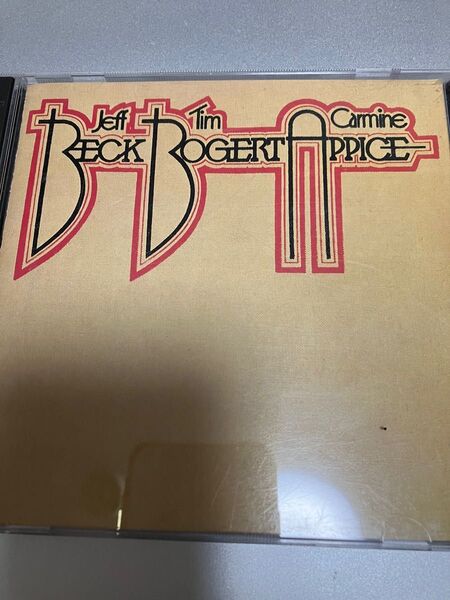 Jeff Tim Carmine
BECK BOGERT APPICE